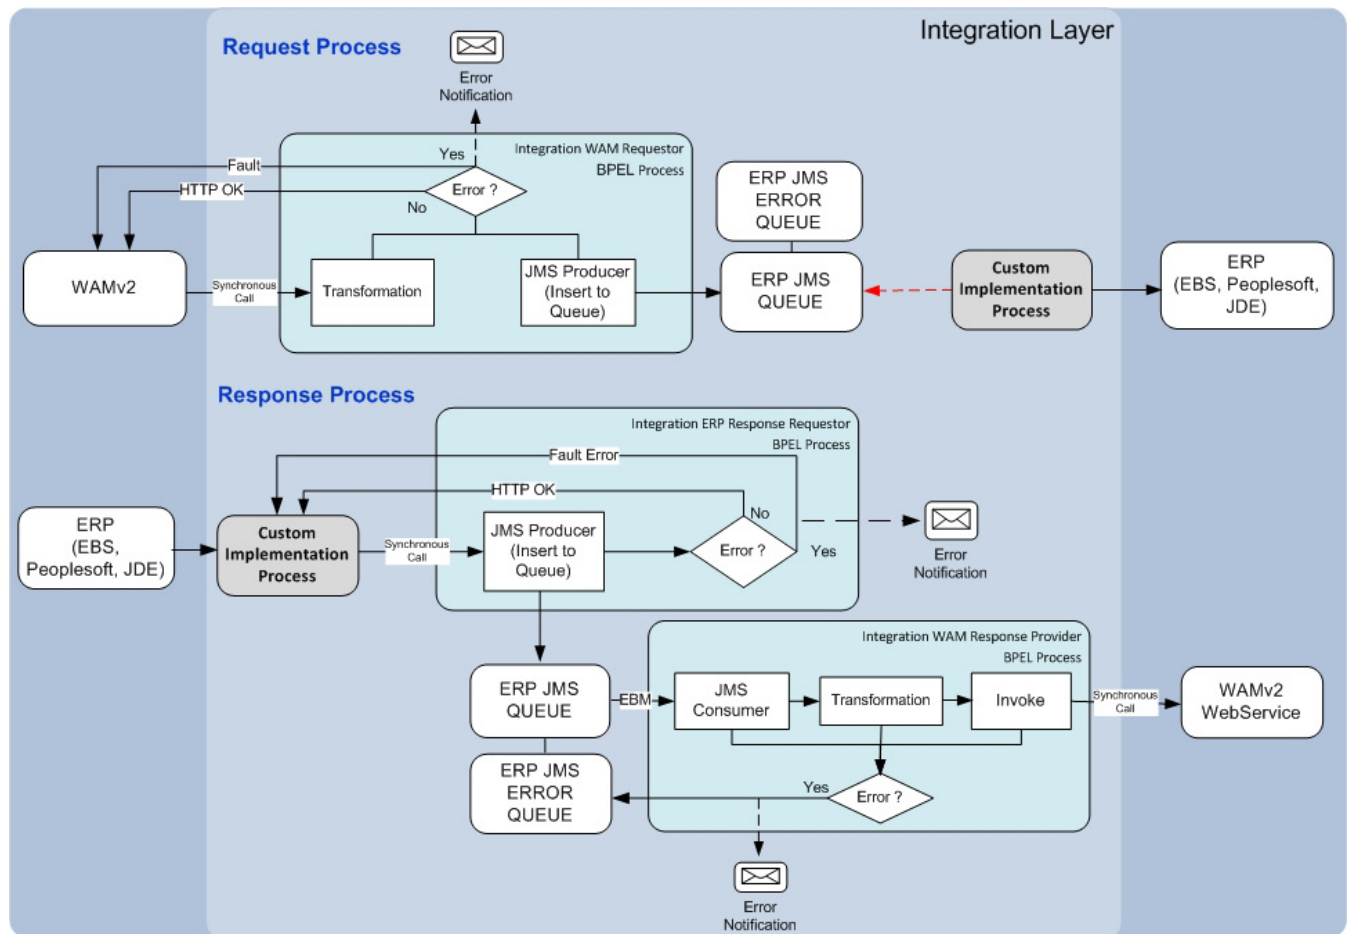 Integration Layer
Request Process
Error
Notification
Integration WAM Requestor
BPEL Process
Yes
Fault
HTTP OK
Error ?
No
ERP JMS
ERROR
QUEUE
WAMv2
Synchronous
Call
Transformation
JMS Producer
(Insert to
Queue)
ERP JMS
QUEUE
Custom
Implementation
Process
ERP
(EBS, Peoplesoft,
JDE)
Response Process
Integration ERP Response Requestor
BPEL Process
Fault Error
HTTP OK
No
ERP
(EBS,
Peoplesoft, JDE)
Custom
Implementation
Process
Synchronous
Call
JMS Producer
(Insert to
Queue)
Error ?
Yes
Error
Notification
Integration WAM Response Provider
BPEL Process
ERP JMS
QUEUE
EBM
JMS
Consumer
Transformation
Invoke
Synchronous
Call
WAMv2
WebService
ERP JMS
ERROR
QUEUE
Yes
Error ?
Error
Notification